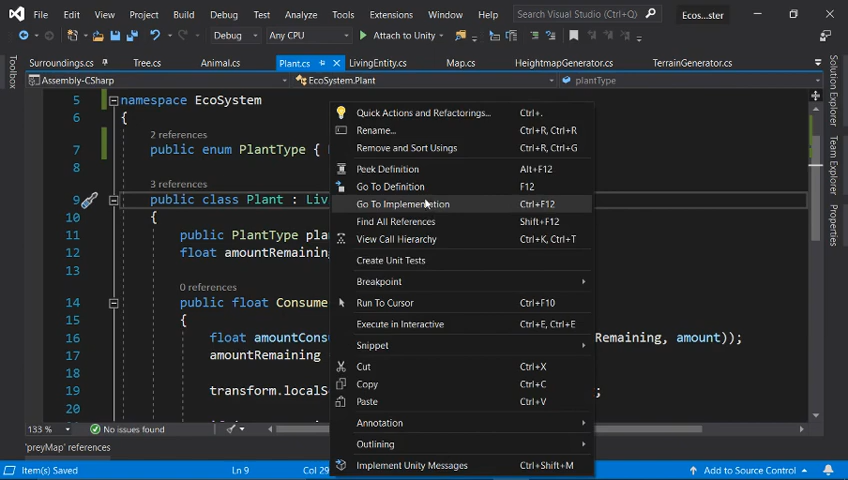 File Edit View Git Project Build Debug Test Analyze Tools Extensions Window Help Search Visual Studio (Ctrl+Q) Ecos...ster
Debug Any CPU Attach to Unity
Surroundings.cs Tree.cs Animal.cs Plant.cs LivingEntity.cs Map.cs HeightmapGenerator.cs TerrainGenerator.cs
Assembly-CSharp EcoSystem.Plant plantType
Toolbox
Solution Explorer
Team Explorer
Properties
5 namespace EcoSystem
6 {
2 references
7 public enum PlantType {
8
3 references
9 public class Plant : Liv
10 {
11 public PlantType plan
12 float amountRemaining
13
0 references
14 public float Consume
15 {
16 float amountConsu Remaining, amount));
17 amountRemaining
18
19 transform.localS ;
20
Quick Actions and Refactorings... Ctrl+.
Rename... Ctrl+R, Ctrl+R
Remove and Sort Usings Ctrl+R, Ctrl+G
Peek Definition Alt+F12
Go To Definition F12
Go To Implementation Ctrl+F12
Find All References Shift+F12
View Call Hierarchy Ctrl+K, Ctrl+T
Create Unit Tests
Breakpoint
Run To Cursor Ctrl+F10
Execute in Interactive Ctrl+E, Ctrl+E
Snippet
Cut Ctrl+X
Copy Ctrl+C
Paste Ctrl+V
Annotation
Outlining
Implement Unity Messages Ctrl+Shift+M
133 % No issues found
'preyMap' references
Item(s) Saved Ln 9 Col 29 Add to Source Control